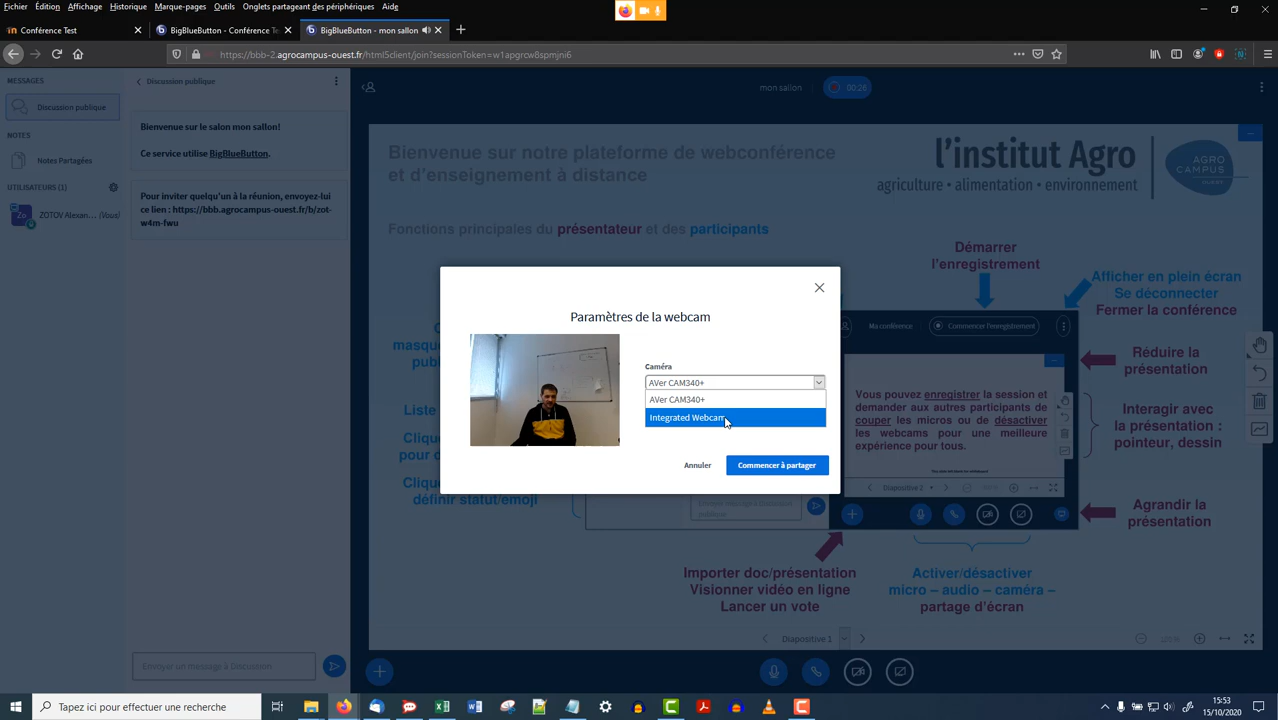 Fichier Édition Affichage Historique Marque-pages Outils Onglets partageant des périphériques Aide
Conférence Test
BigBlueButton - Conférence Te
BigBlueButton - mon sallon
https://bbb-2.agrocampus-ouest.fr/html5client/join?sessionToken=w1apgrcw8spmjni6
MESSAGES
Discussion publique
NOTES
Notes Partagées
UTILISATEURS (1)
Zo
ZOTOV Alexan... (Vous)
Discussion publique
Bienvenue sur le salon mon sallon!
Ce service utilise BigBlueButton.
Pour inviter quelqu'un à la réunion, envoyez-lui
ce lien : https://bbb.agrocampus-ouest.fr/b/zot-
w4m-fwu
Envoyer un message à Discussion
mon sallon
00:26
Bienvenue sur notre plateforme de webconférence
et d'enseignement à distance
l'institut Agro
agriculture • alimentation • environnement
AGRO
CAMPUS
OUEST
Fonctions principales du présentateur et des participants
Démarrer
l'enregistrement
Afficher en plein écran
Se déconnecter
Fermer la conférence
masqu
publ
Liste
pour d
définir statut/emoji
Ma conférence
Commencer l'enregistrement
Vous pouvez enregistrer la session et
demander aux autres participants de
couper les micros ou de désactiver
les webcams pour une meilleure
expérience pour tous.
Diapositive 2
Réduire la
présentation
Interagir avec
la présentation :
pointeur, dessin
Agrandir la
présentation
Importer doc/présentation
Visionner vidéo en ligne
Lancer un vote
Activer/désactiver
micro – audio – caméra –
partage d'écran
Paramètres de la webcam
Caméra
AVer CAM340+
AVer CAM340+
Integrated Webcam
Annuler
Commencer à partager
Diapositive 1
Tapez ici pour effectuer une recherche
15:53
15/10/2020